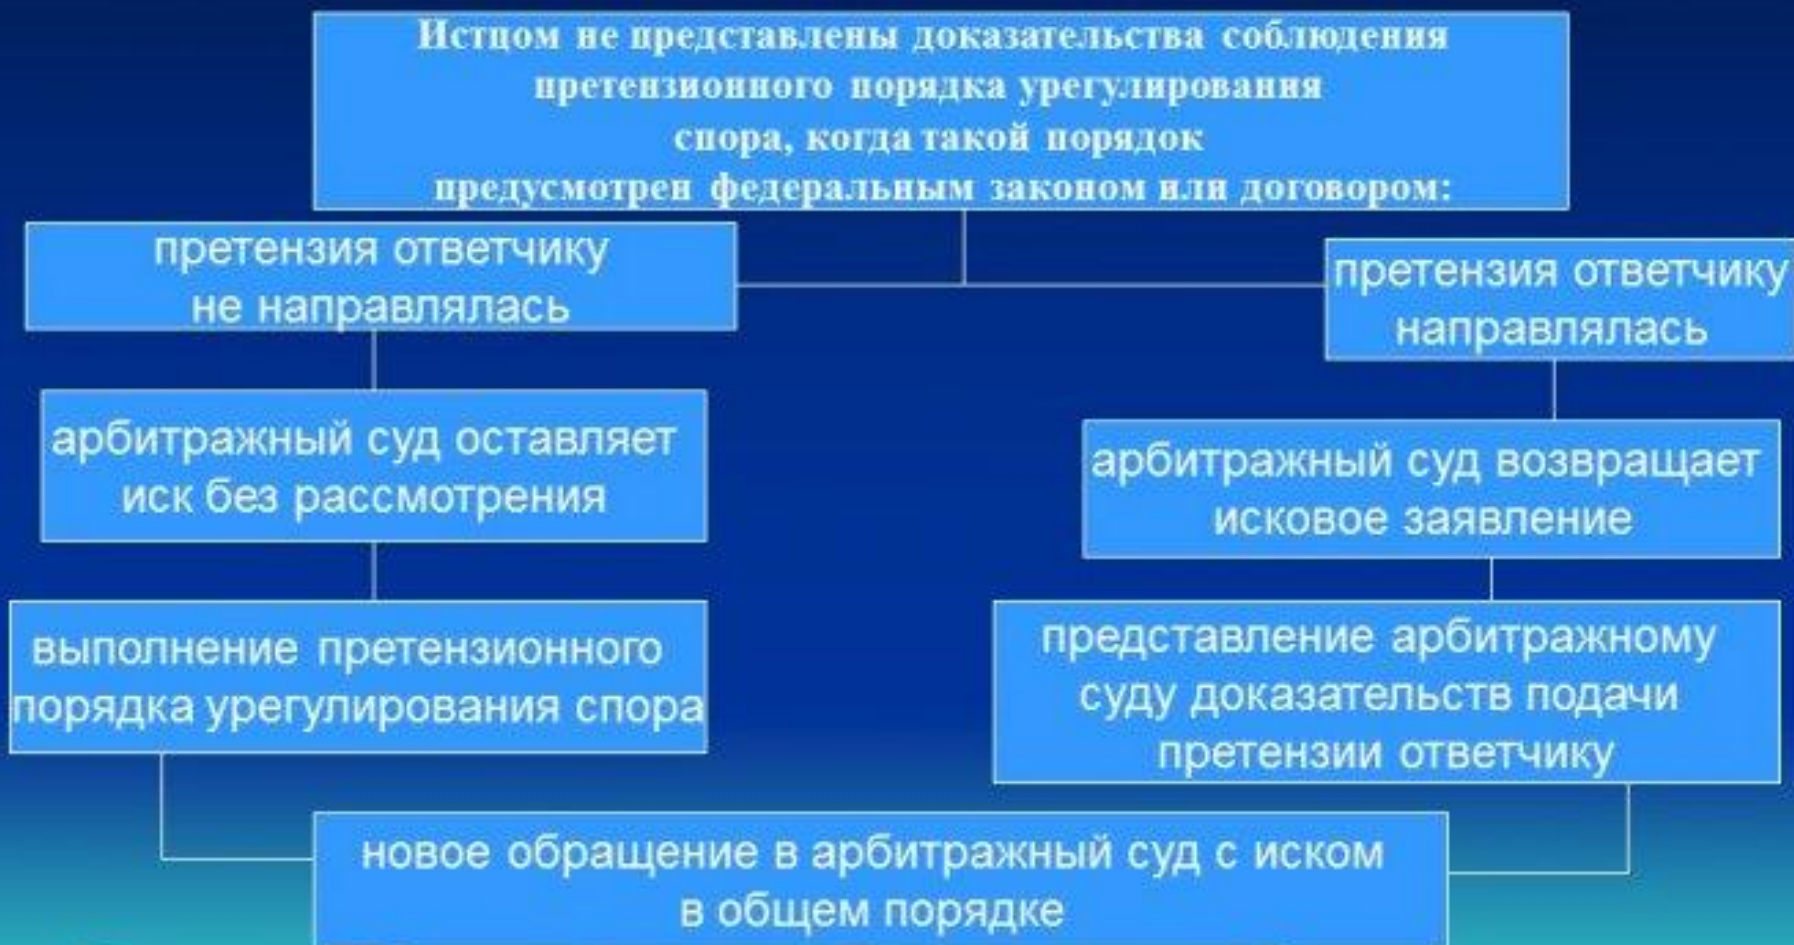 Истцом не представлены доказательства соблюдения
претензионного порядка урегулирования
спора, когда такой порядок
предусмотрен федеральным законом или договором:
претензия ответчику
не направлялась
претензия ответчику
направлялась
арбитражный суд оставляет
иск без рассмотрения
арбитражный суд возвращает
исковое заявление
выполнение претензионного
порядка урегулирования спора
представление арбитражному
суду доказательств подачи
претензии ответчику
новое обращение в арбитражный суд с иском
в общем порядке